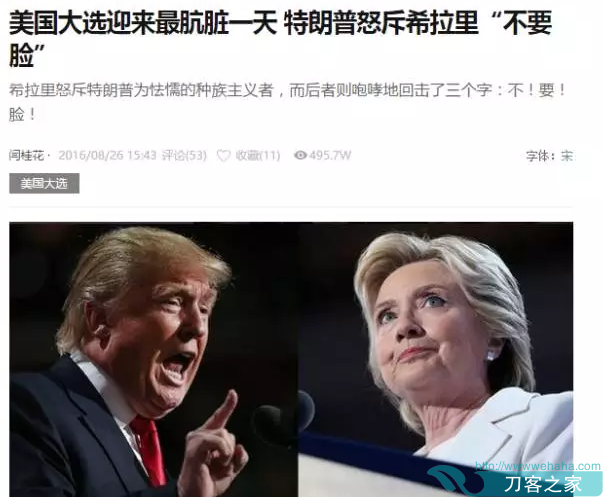 美国大选迎来最肮脏一天 特朗普怒斥希拉里“不要
脸”
希拉里怒斥特朗普为怯懦的种族主义者，而后者则咆哮地回击了三个字：不！要！
脸！
闻桂花· 2016/08/26 15:43 评论(53) 收藏(11) 495.7W 字体：宋
美国大选
http://www.wehaha.com
刀客之家